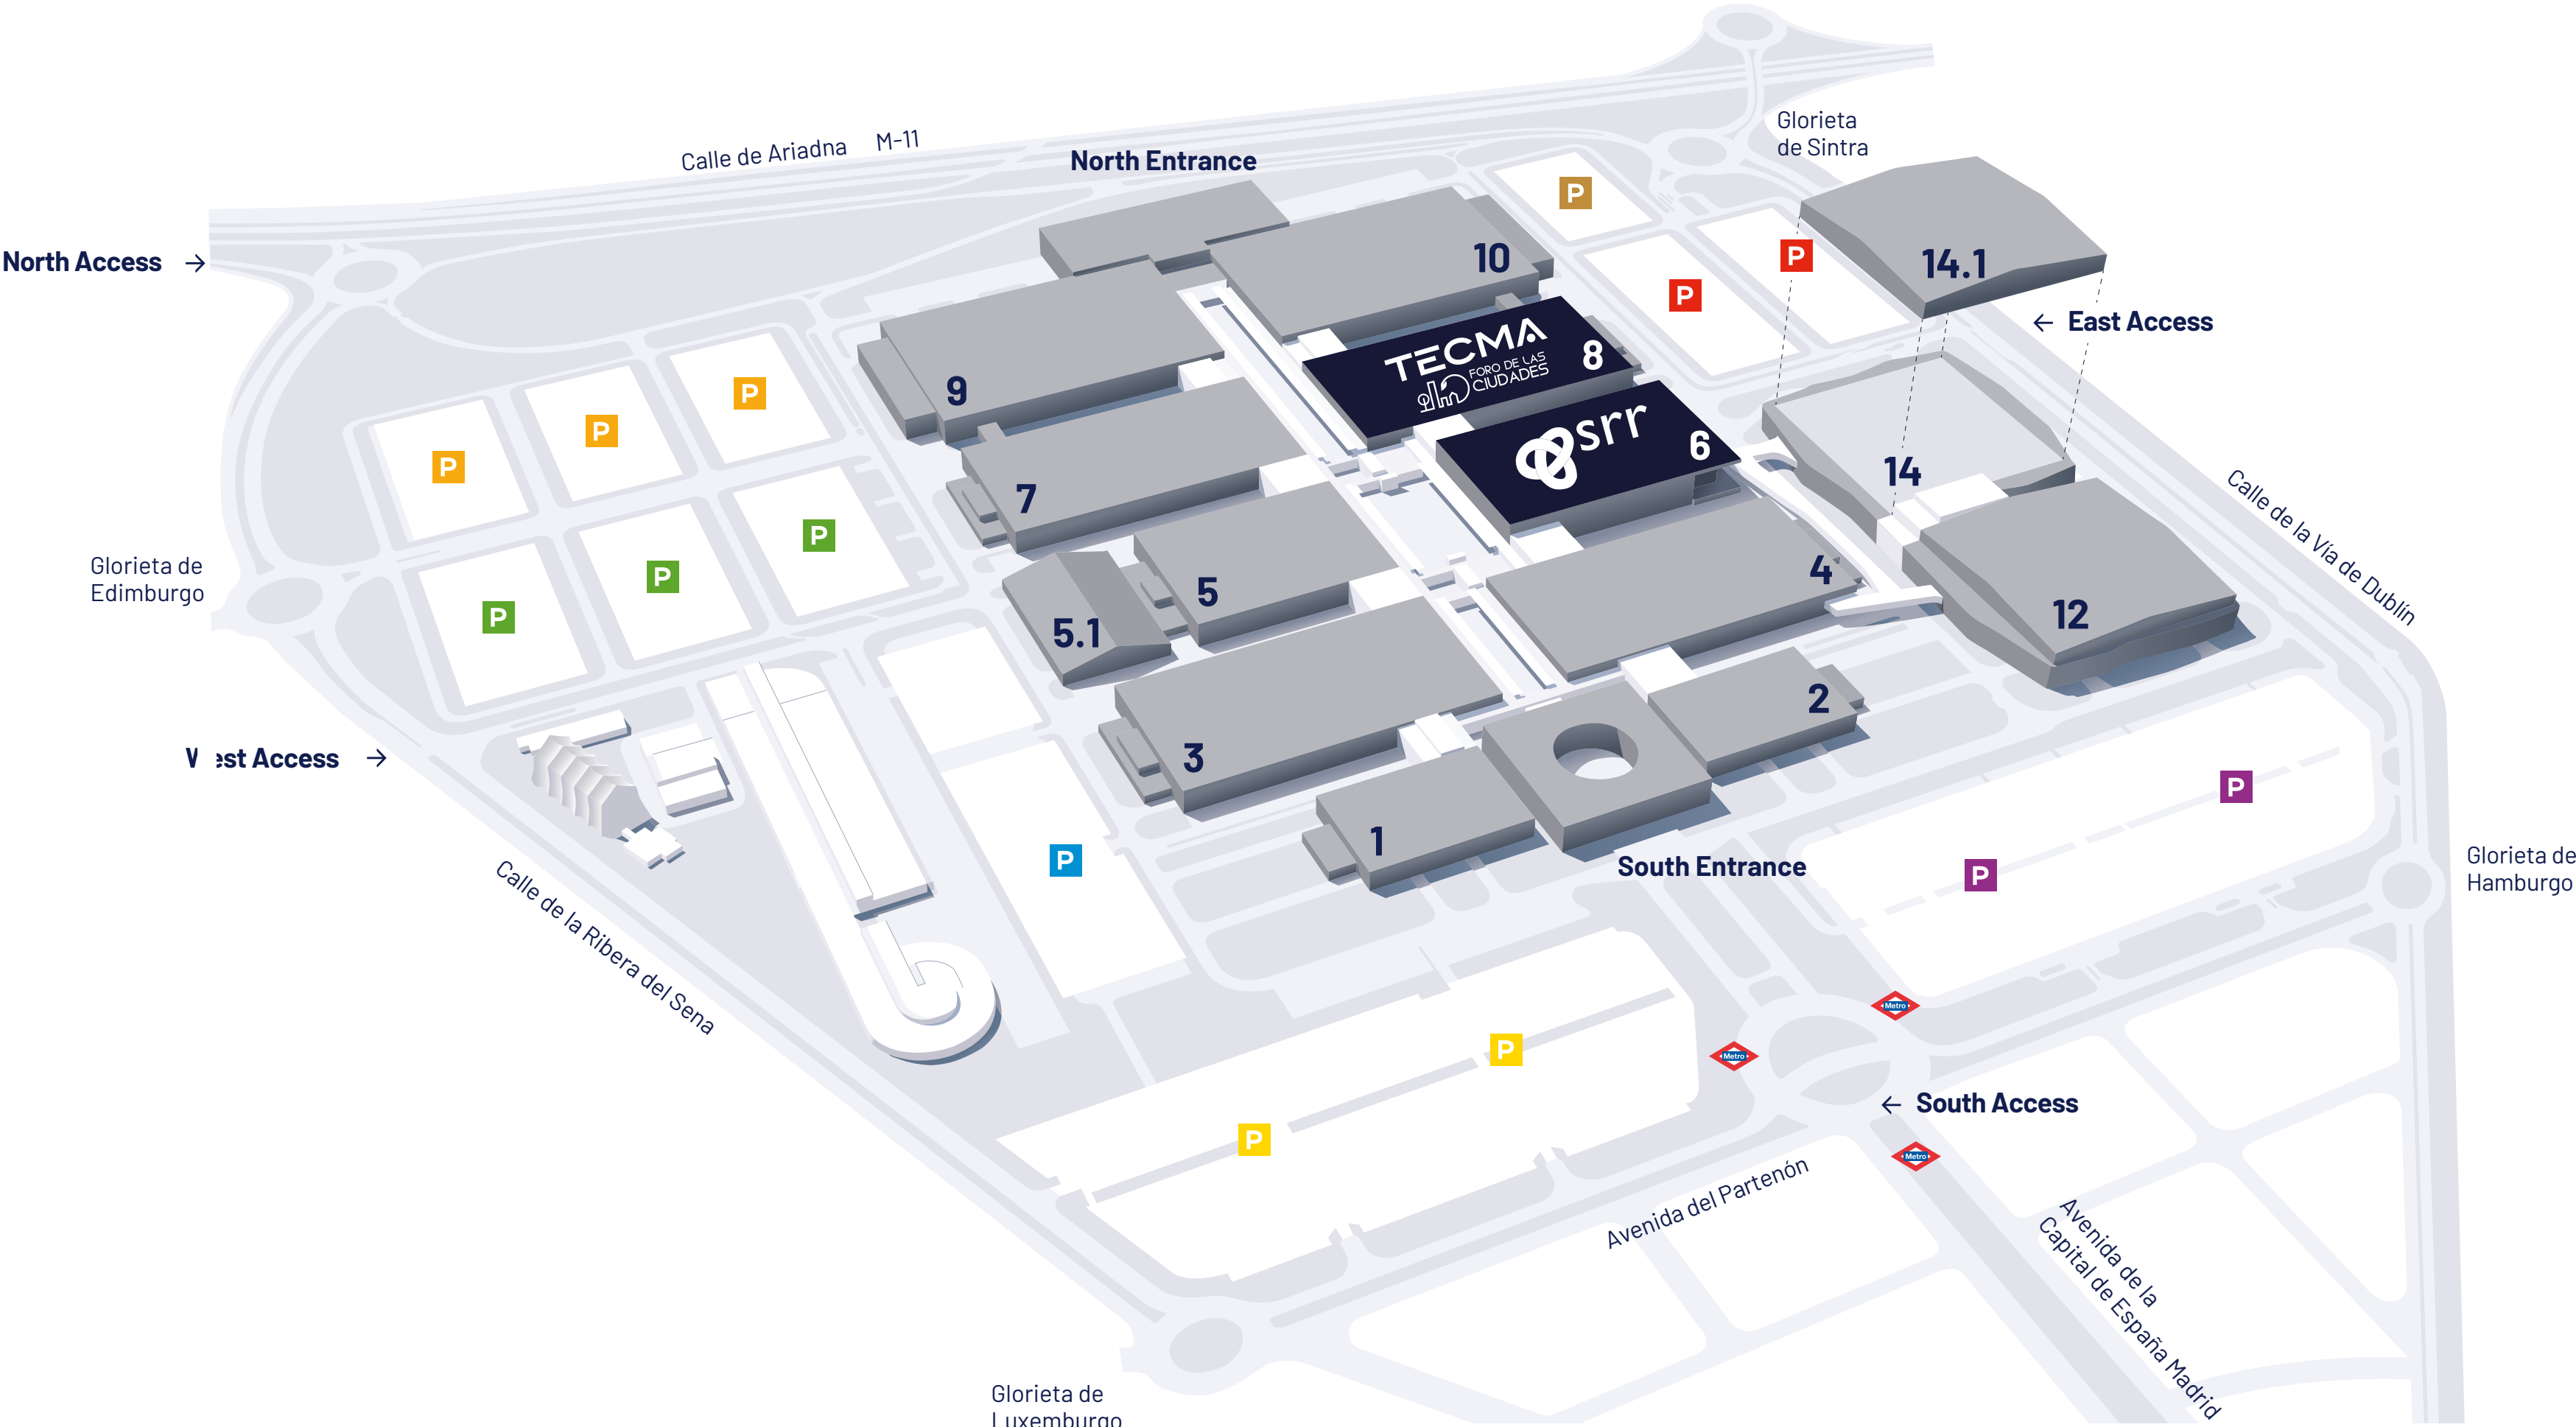 Calle de Ariadna M-11
North Entrance
Glorieta
de Sintra
P
North Access →
10
P
P
14.1
← East Access
TECMA
FORO DE LAS
CIUDADES
8
9
P
P
P
srr
6
14
7
Calle de la Vía de Dublín
P
P
P
Glorieta de
Edimburgo
5
5.1
4
12
2
3
West Access →
P
1
P
P
South Entrance
Glorieta de
Hamburgo
Calle de la Ribera del Sena
Metro
Metro
P
P
← South Access
Metro
Avenida del Partenón
Avenida de la
Capital de España Madrid
Glorieta de
Luxemburgo